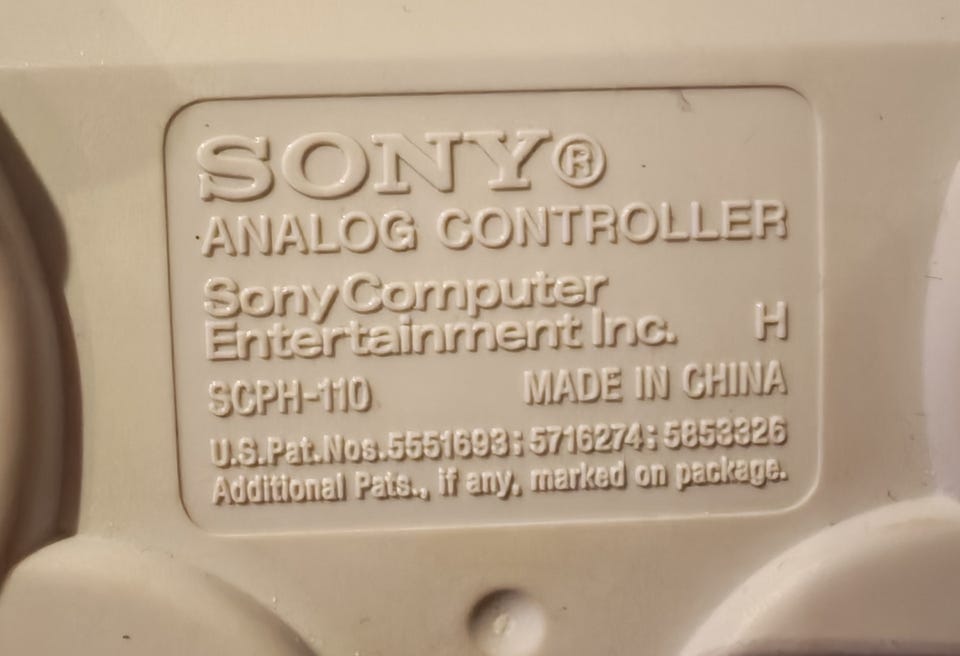 SONY®
ANALOG CONTROLLER
Sony Computer
Entertainment Inc. H
SCPH-110 MADE IN CHINA
U.S.Pat.Nos.5551693; 5716274; 5853326
Additional Pats., if any, marked on package.